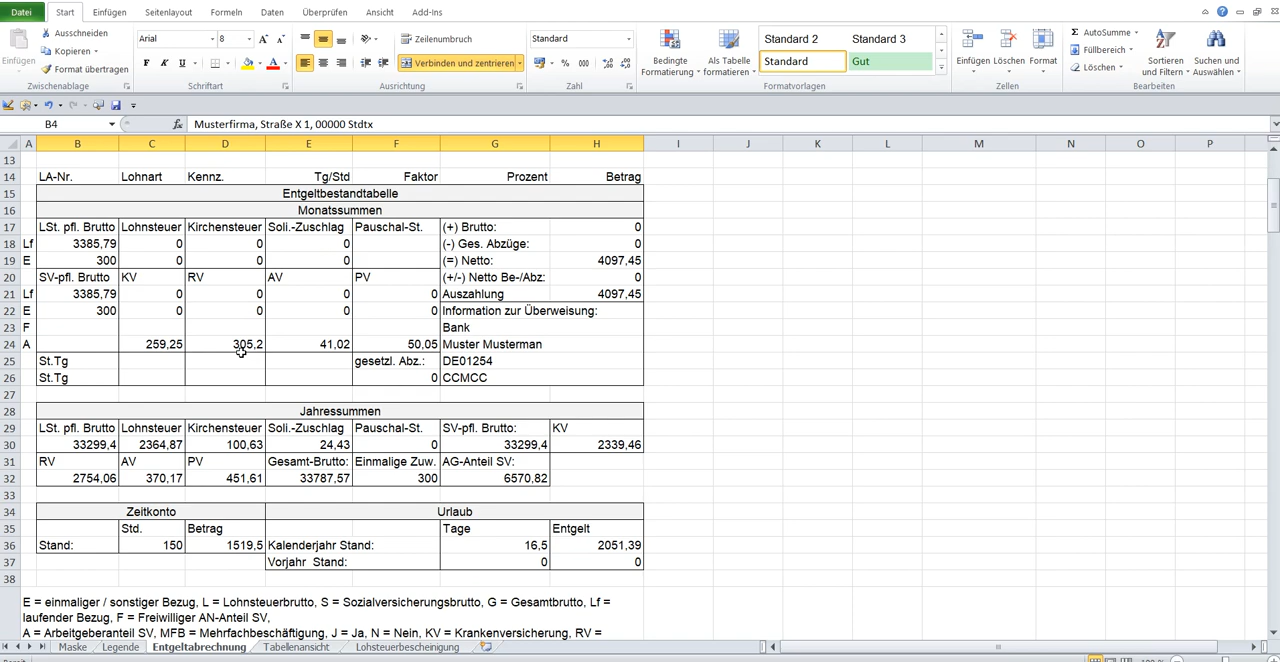 Datei Start Einfügen Seitenlayout Formeln Daten Überprüfen Ansicht Add-Ins
Ausschneiden Arial 8 Zeilenumbruch Standard Standard 2 Standard 3 AutoSumme
Einfügen Kopieren Verbinden und zentrieren Bedingte Formatierung Als Tabelle formatieren Standard Gut Einfügen Löschen Format Füllbereich Sortieren und Filtern Suchen und Auswählen
Format übertragen F K U % 000 Löschen
Zwischenablage Schriftart Ausrichtung Zahl Formatvorlagen Zellen Bearbeiten
B4 fx Musterfirma, Straße X 1, 00000 Stdtx
A B C D E F G H I J K L M N O P
13
14 LA-Nr. Lohnart Kennz. Tg/Std Faktor Prozent Betrag
15 Entgeltbestandtabelle
16 Monatssummen
17 LSt. pfl. Brutto Lohnsteuer Kirchensteuer Soli.-Zuschlag Pauschal-St. (+) Brutto: 0
18 Lf 3385,79 0 0 0 (-) Ges. Abzüge: 0
19 E 300 0 0 0 (=) Netto: 4097,45
20 SV-pfl. Brutto KV RV AV PV (+/-) Netto Be-/Abz: 0
21 Lf 3385,79 0 0 0 0 Auszahlung 4097,45
22 E 300 0 0 0 0 Information zur Überweisung:
23 F Bank
24 A 259,25 305,2 41,02 50,05 Muster Musterman
25 St.Tg gesetzl. Abz.: DE01254
26 St.Tg 0 CCMCC
27
28 Jahressummen
29 LSt. pfl. Brutto Lohnsteuer Kirchensteuer Soli.-Zuschlag Pauschal-St. SV-pfl. Brutto: KV
30 33299,4 2364,87 100,63 24,43 0 33299,4 2339,46
31 RV AV PV Gesamt-Brutto: Einmalige Zuw. AG-Anteil SV:
32 2754,06 370,17 451,61 33787,57 300 6570,82
33
34 Zeitkonto Urlaub
35 Std. Betrag Tage Entgelt
36 Stand: 150 1519,5 Kalenderjahr Stand: 16,5 2051,39
37 Vorjahr Stand: 0 0
38
E = einmaliger / sonstiger Bezug, L = Lohnsteuerbrutto, S = Sozialversicherungsbrutto, G = Gesamtbrutto, Lf =
laufender Bezug, F = Freiwilliger AN-Anteil SV,
A = Arbeitgeberanteil SV, MFB = Mehrfachbeschäftigung, J = Ja, N = Nein, KV = Krankenversicherung, RV =
Maske Legende Entgeltabrechnung Tabellenansicht Lohsteuerbescheinigung